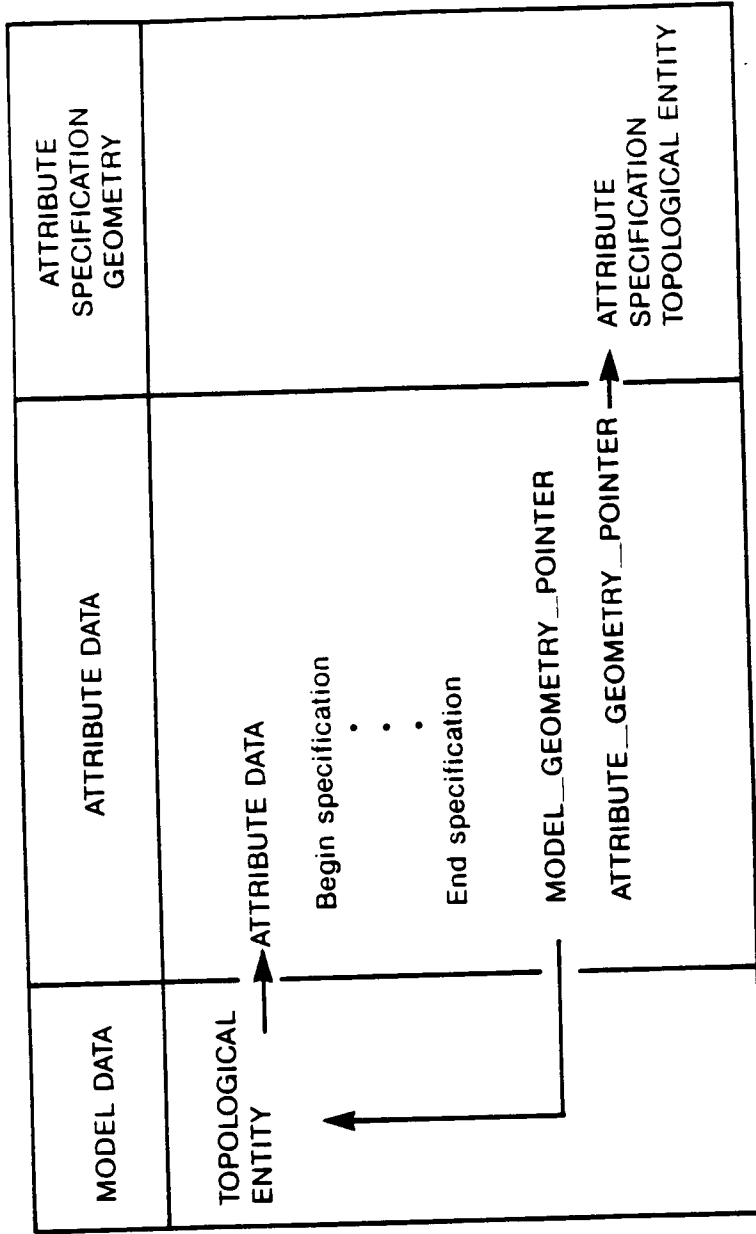 MODEL DATA
ATTRIBUTE DATA
ATTRIBUTE
SPECIFICATION
GEOMETRY
TOPOLOGICAL
ENTITY
ATTRIBUTE DATA
Begin specification
.
.
.
End specification
MODEL_GEOMETRY_POINTER
ATTRIBUTE_GEOMETRY_POINTER
ATTRIBUTE
SPECIFICATION
TOPOLOGICAL ENTITY